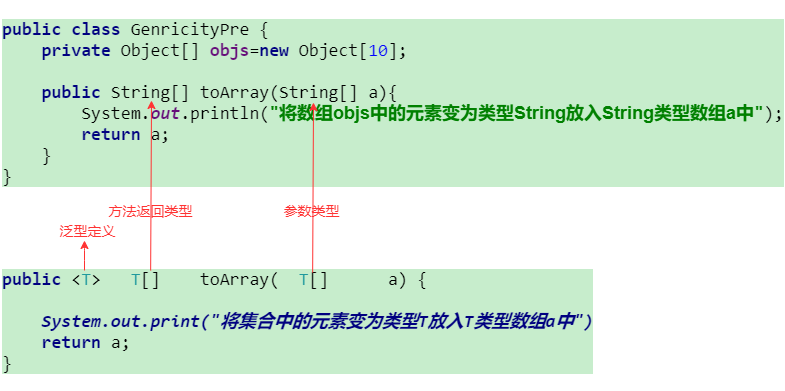 public class GenricityPre {
    private Object[] objs=new Object[10];
    public String[] toArray(String[] a){
        System.out.println("将数组objs中的元素变为类型String放入String类型数组a中");
        return a;
    }
}
方法返回类型 参数类型
泛型定义
public <T> T[] toArray( T[] a) {
    System.out.print("将集合中的元素变为类型T放入T类型数组a中")
    return a;
}